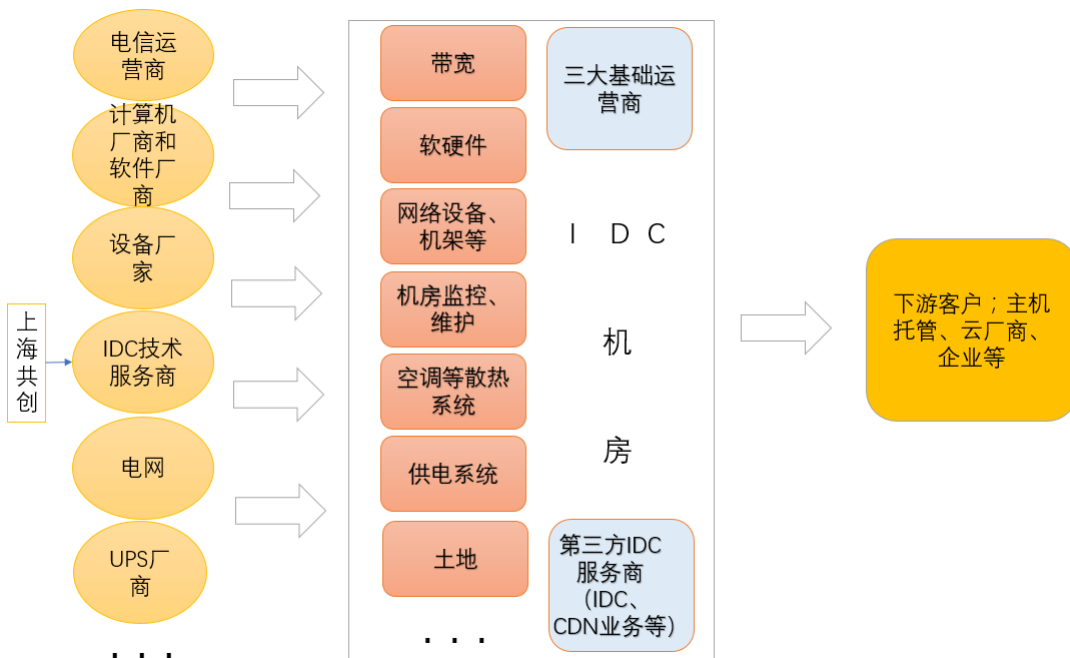 电信运
营商
计算机
厂商和
软件厂
商
设备厂
家
上
海
共
创
IDC技术
服务商
电网
UPS厂
商
. . .
带宽
软硬件
网络设备、
机架等
机房监控、
维护
空调等散热
系统
供电系统
土地
. . .
三大基础运
营商
I D C
机
房
第三方IDC
服务商
（IDC、
CDN业务等）
下游客户；主机
托管、云厂商、
企业等